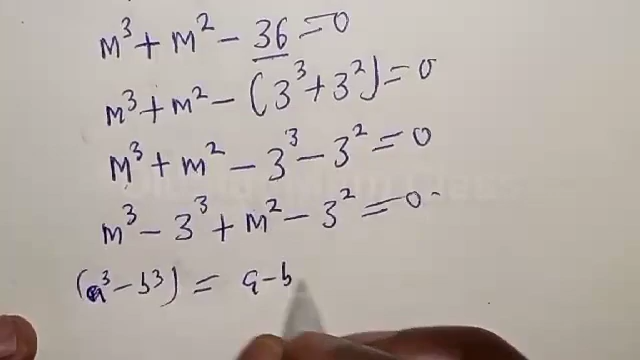 m³ + m² - 36 = 0
m³ + m² - (3³ + 3²) = 0
m³ + m² - 3³ - 3² = 0
m³ - 3³ + m² - 3² = 0
(a³ - b³) = a - b